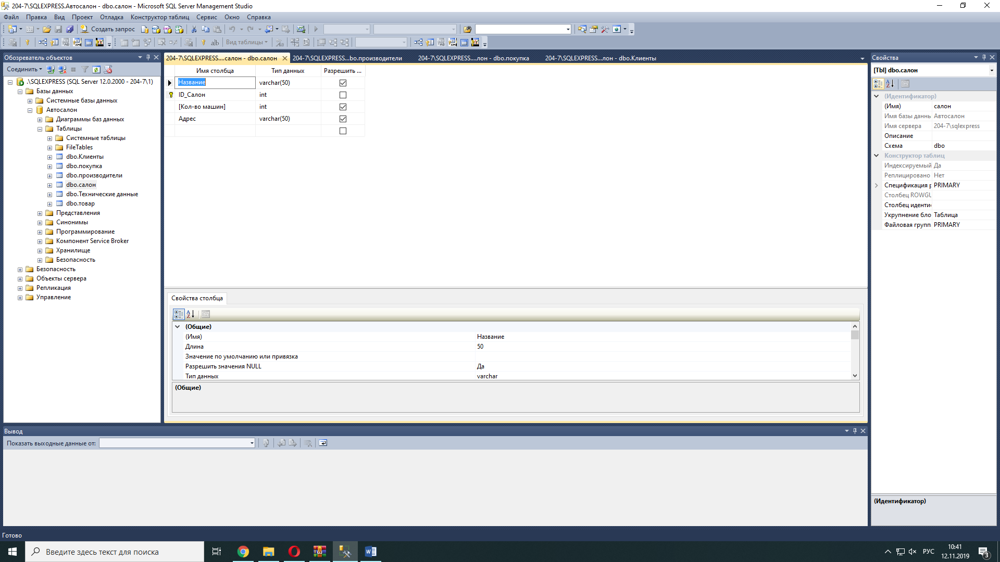 204-7\SQLEXPRESS.Автосалон - dbo.салон - Microsoft SQL Server Management Studio
Файл Правка Вид Проект Отладка Конструктор таблиц Сервис Окно Справка
Создать запрос
Вид таблицы
Обозреватель объектов
Соединить
.\SQLEXPRESS (SQL Server 12.0.2000 - 204-7\1)
Базы данных
Системные базы данных
Автосалон
Диаграммы баз данных
Таблицы
Системные таблицы
FileTables
dbo.Клиенты
dbo.покупка
dbo.производители
dbo.салон
dbo.Технические данные
dbo.товар
Представления
Синонимы
Программирование
Компонент Service Broker
Хранилище
Безопасность
Безопасность
Объекты сервера
Репликация
Управление
204-7\SQLEXPRESS....салон - dbo.салон
204-7\SQLEXPRESS...bo.производители
204-7\SQLEXPRESS....лон - dbo.покупка
204-7\SQLEXPRESS...лон - dbo.Клиенты
Имя столбца Тип данных Разрешить ...
Название varchar(50)
ID_Салон int
[Кол-во машин] int
Адрес varchar(50)
Свойства столбца
(Общие)
(Имя) Название
Длина 50
Значение по умолчанию или привязка
Разрешить значения NULL Да
Тип данных varchar
(Общие)
Свойства
[Tbl] dbo.салон
(Идентификатор)
(Имя) салон
Имя базы данны Автосалон
Имя сервера 204-7\sqlexpress
Описание
Схема dbo
Конструктор таблиц
Индексируемый Да
Реплицировано Нет
Спецификация р PRIMARY
Столбец ROWGU
Столбец иденти
Укрупнение бло Таблица
Файловая групп PRIMARY
(Идентификатор)
Вывод
Показать выходные данные от:
Готово
Введите здесь текст для поиска
РУС
10:41
12.11.2019
3